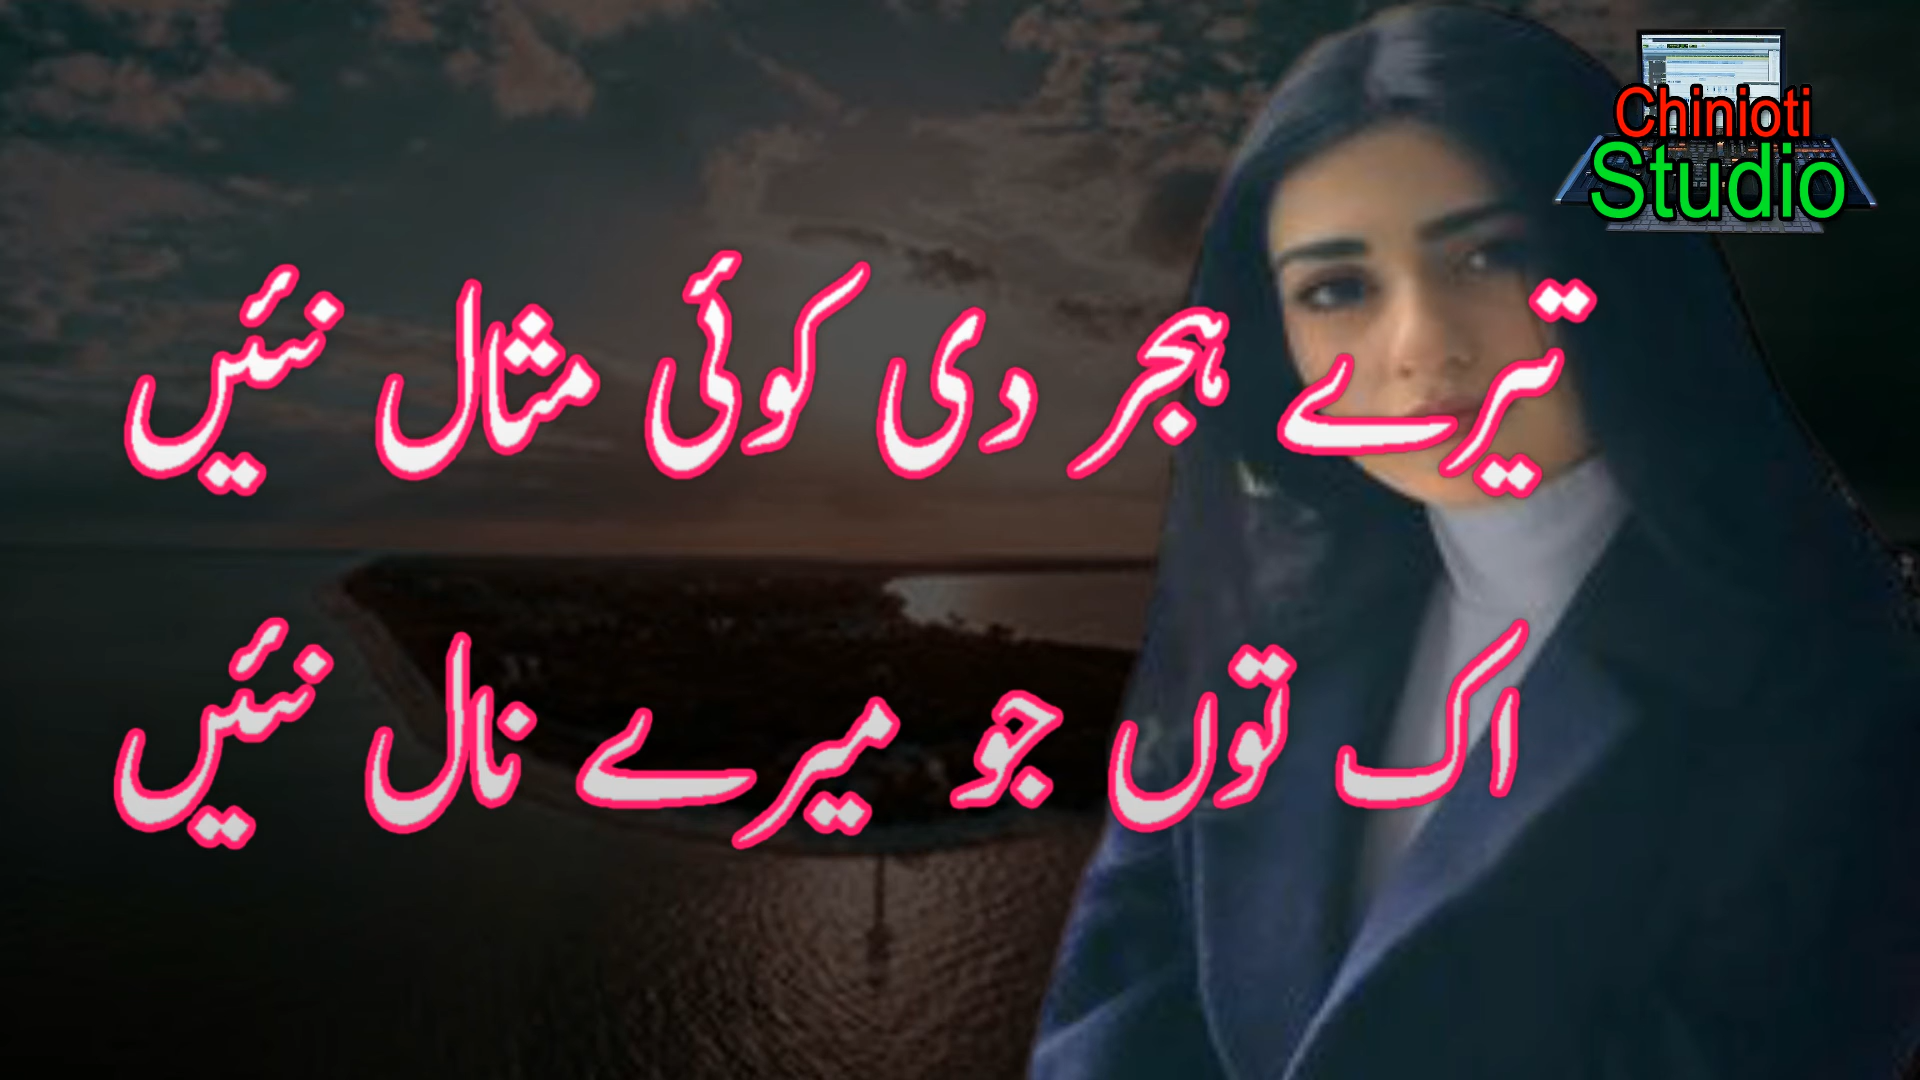 Chinioti
Studio
تیرے ہجر دی کوئی مثال نئیں
اک توں جو میرے نال نئیں